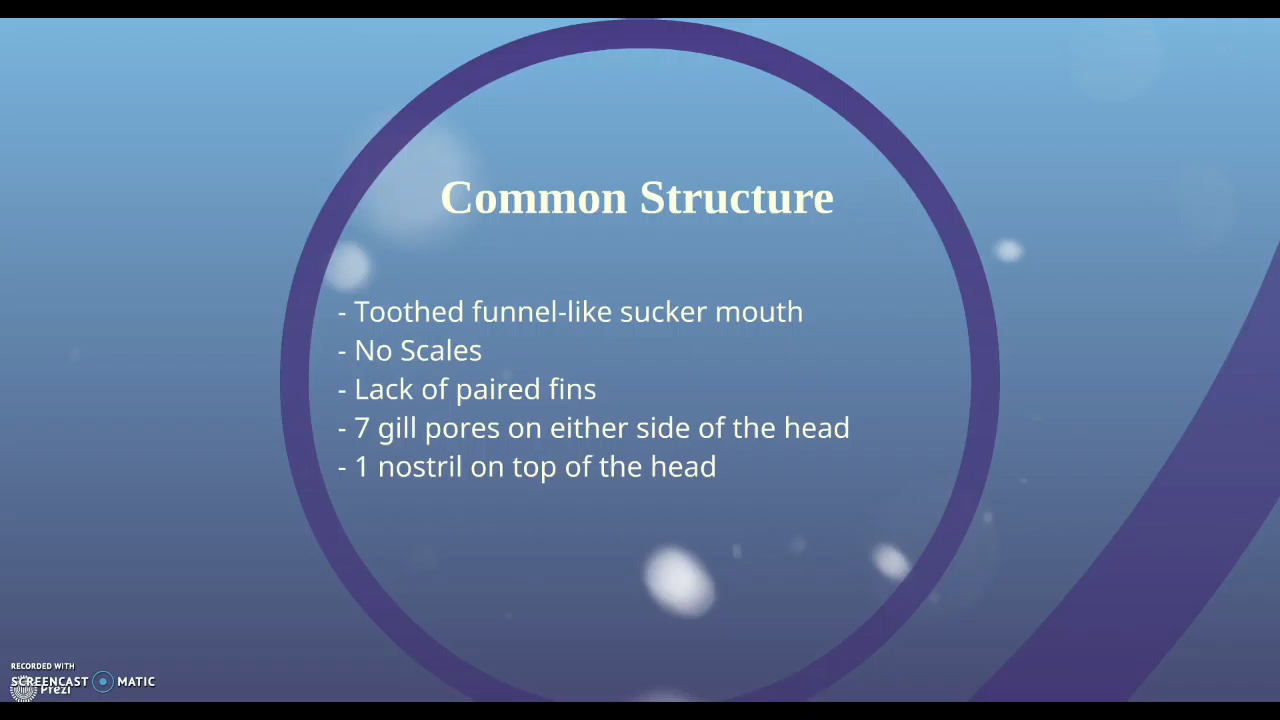 Common Structure
- Toothed funnel-like sucker mouth
- No Scales
- Lack of paired fins
- 7 gill pores on either side of the head
- 1 nostril on top of the head
RECORDED WITH
SCREENCAST MATIC
Prezi